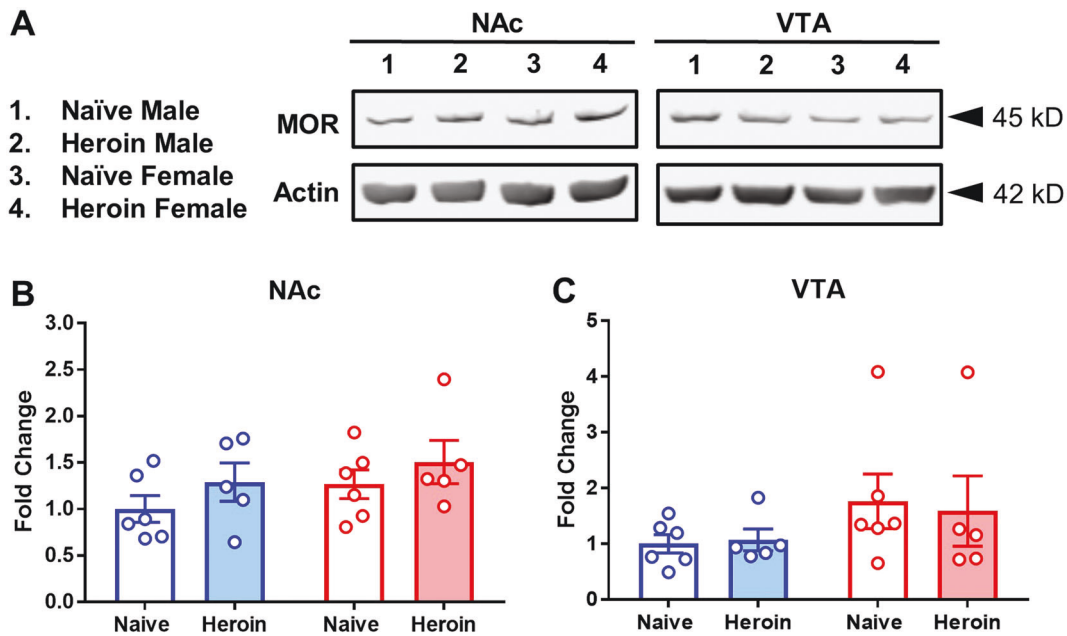 A
NAc
VTA
1 2 3 4
1 2 3 4
1. Naïve Male
2. Heroin Male
3. Naïve Female
4. Heroin Female
MOR
45 kD
Actin
42 kD
B
NAc
Fold Change
3.0
2.5
2.0
1.5
1.0
0.5
0.0
Naive Heroin Naive Heroin
C
VTA
Fold Change
5
4
3
2
1
0
Naive Heroin Naive Heroin